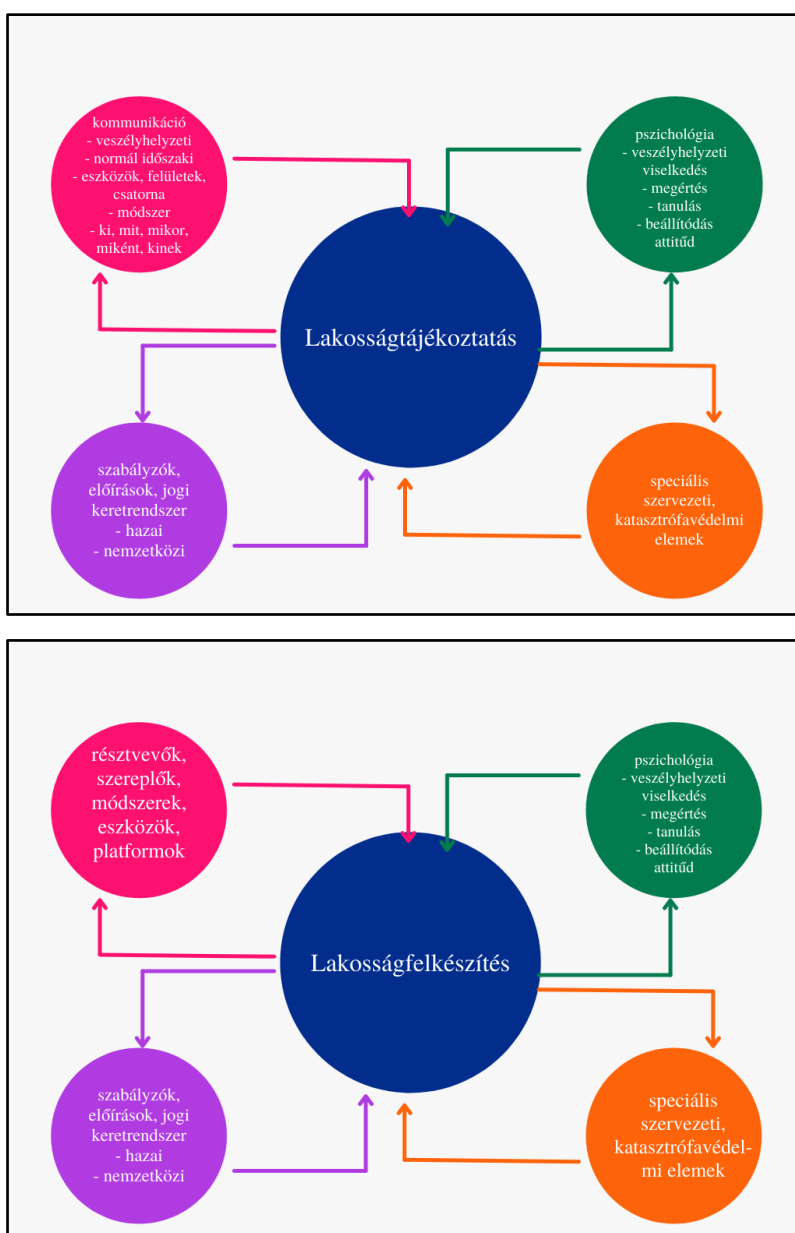 kommunikáció
- veszélyhelyzeti
- normál időszaki
- eszközök, felületek,
csatorna
- módszer
- ki, mit, mikor,
miként, kinek
pszichológia
- veszélyhelyzeti
viselkedés
- megértés
- tanulás
- beállítódás
attitűd
Lakosságtájékoztatás
szabályzók,
előírások, jogi
keretrendszer
- hazai
- nemzetközi
speciális
szervezeti,
katasztrófavédelmi
elemek
résztvevők,
szereplők,
módszerek,
eszközök,
platformok
pszichológia
- veszélyhelyzeti
viselkedés
- megértés
- tanulás
- beállítódás
attitűd
Lakosságfelkészítés
szabályzók,
előírások, jogi
keretrendszer
- hazai
- nemzetközi
speciális
szervezeti,
katasztrófavédel-
mi elemek